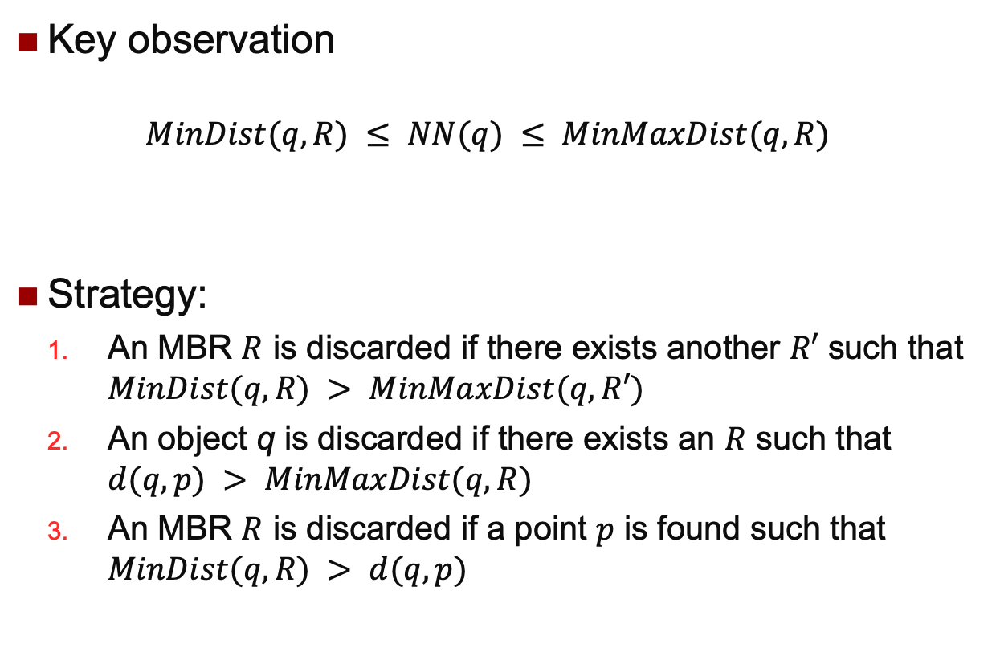 Key observation
MinDist(q, R) ≤ NN(q) ≤ MinMaxDist(q, R)
Strategy:
1. An MBR R is discarded if there exists another R′ such that
MinDist(q, R) > MinMaxDist(q, R′)
2. An object q is discarded if there exists an R such that
d(q, p) > MinMaxDist(q, R)
3. An MBR R is discarded if a point p is found such that
MinDist(q, R) > d(q, p)